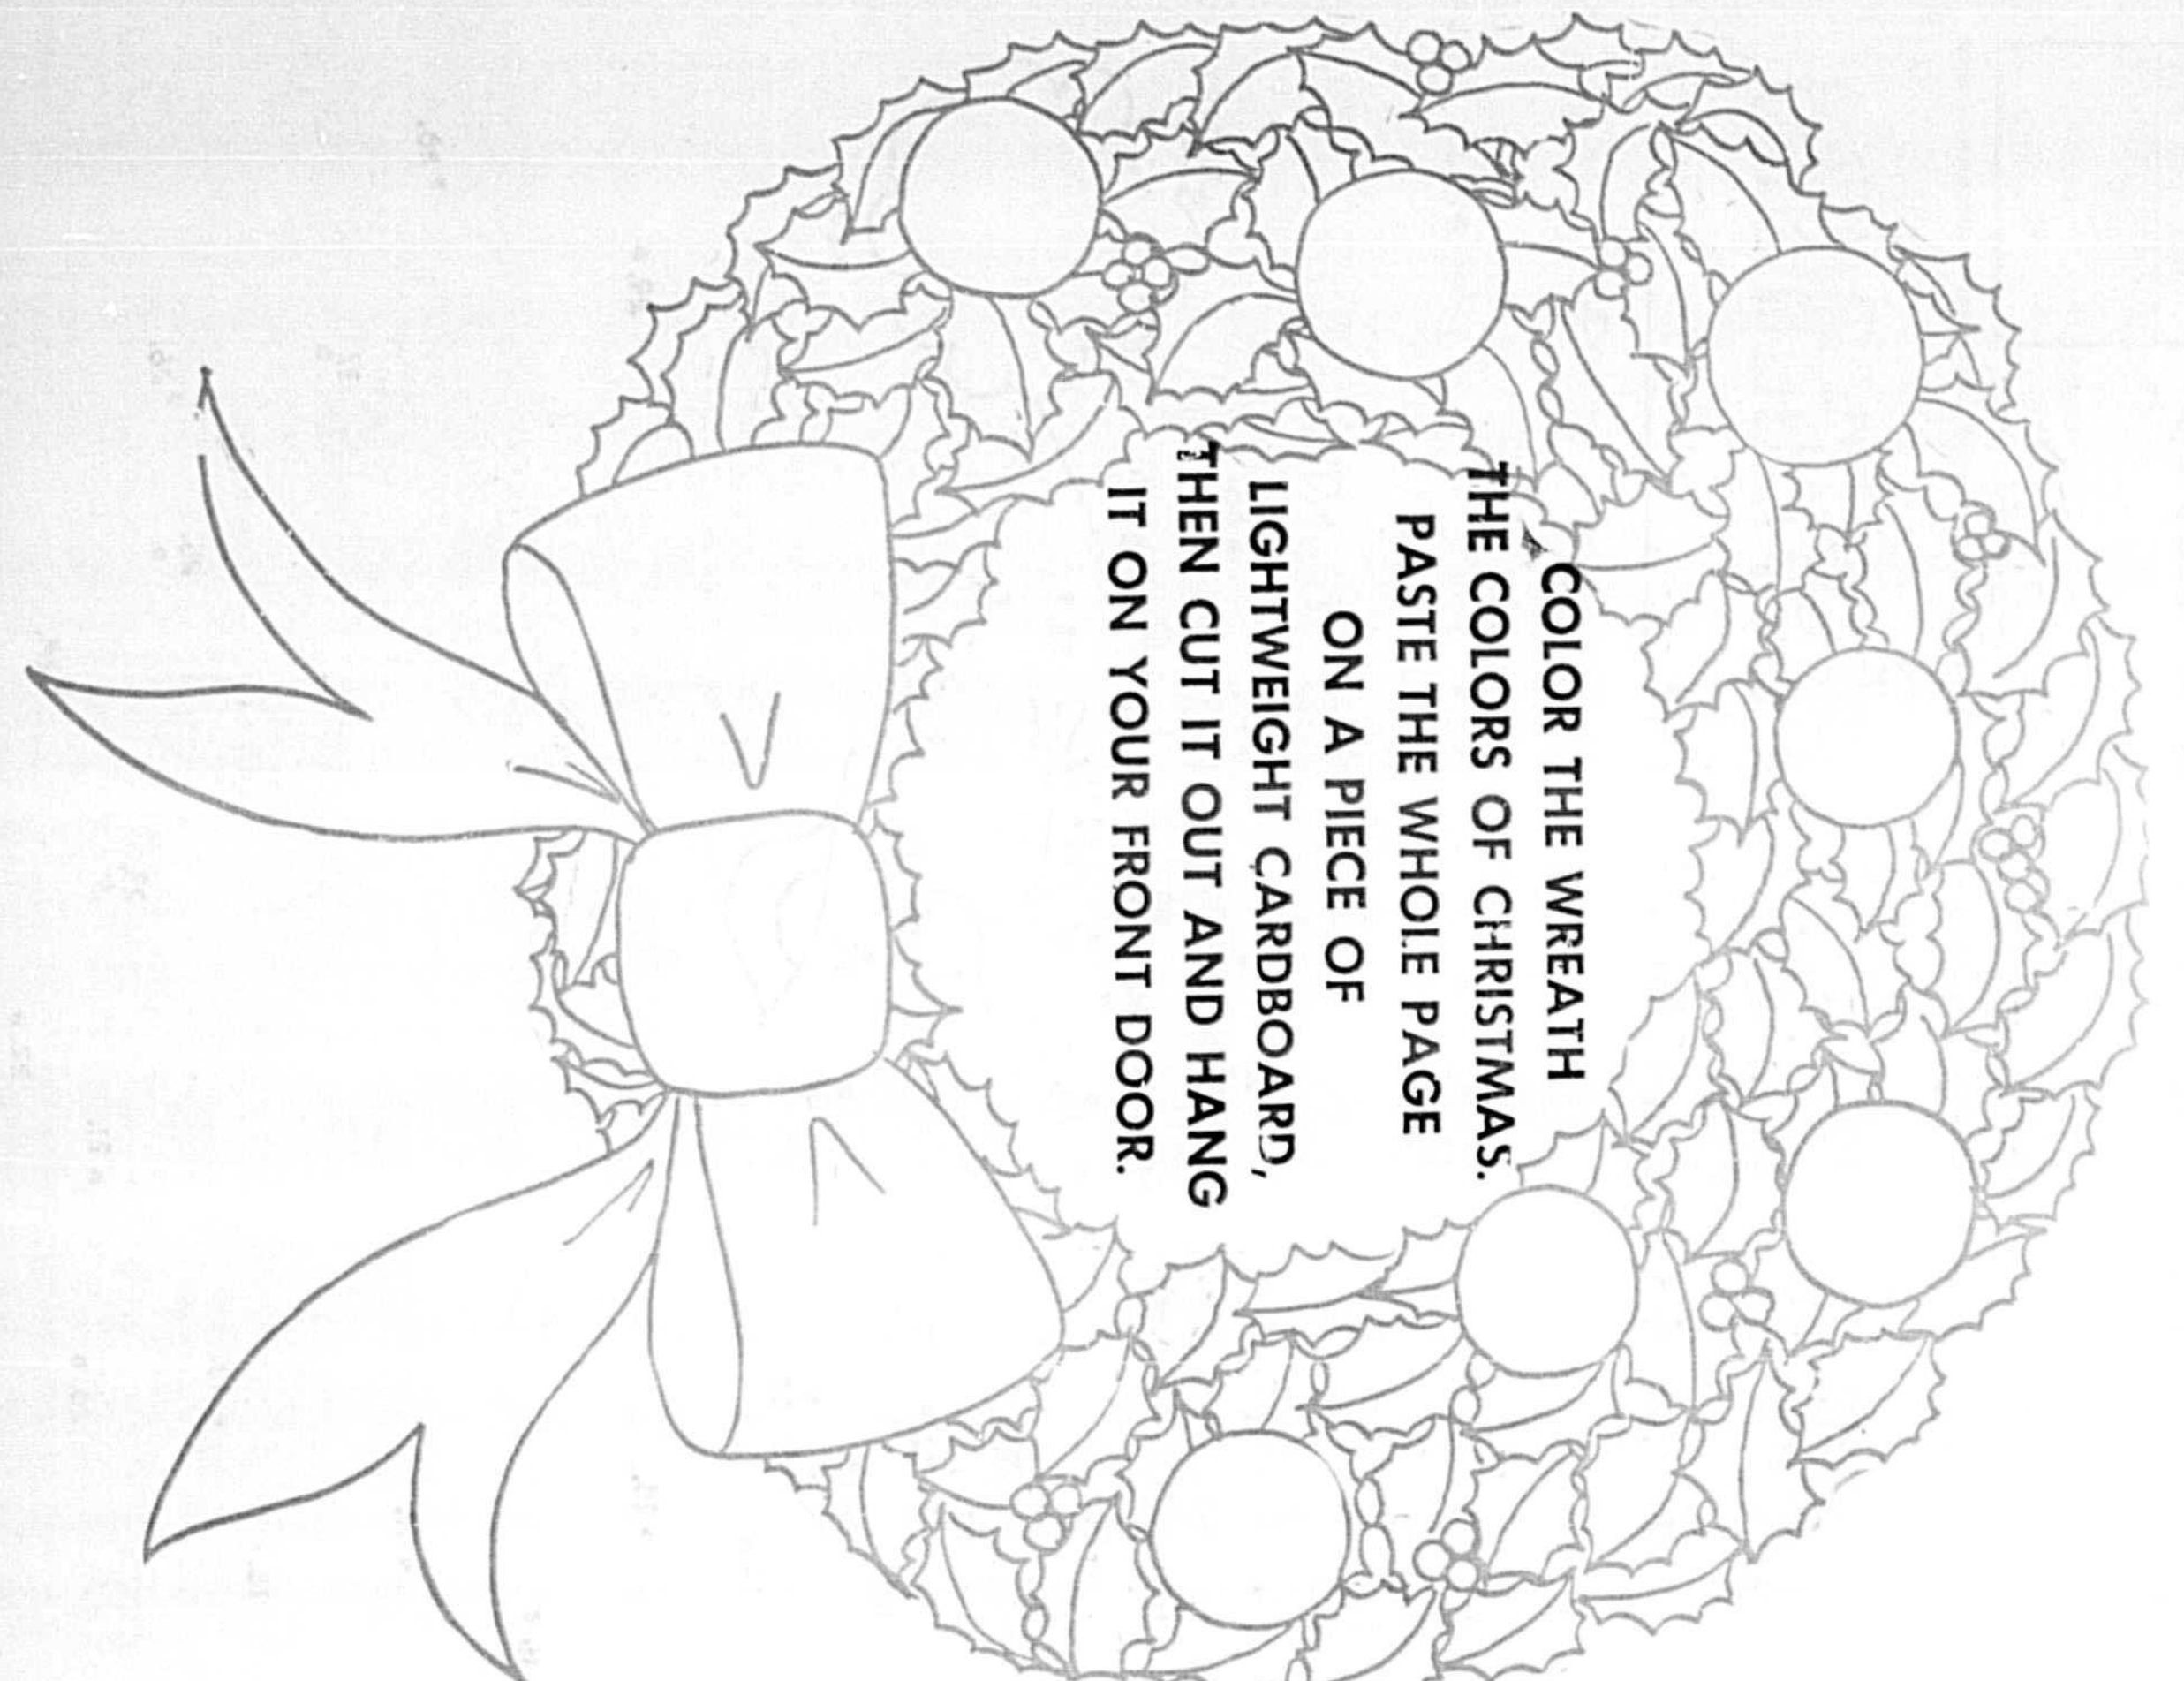 COLOR THE WREATH
THE COLORS OF CHRISTMAS.
PASTE THE WHOLE PAGE
ON A PIECE OF
LIGHTWEIGHT CARDBOARD,
THEN CUT IT OUT AND HANG
IT ON YOUR FRONT DOOR.